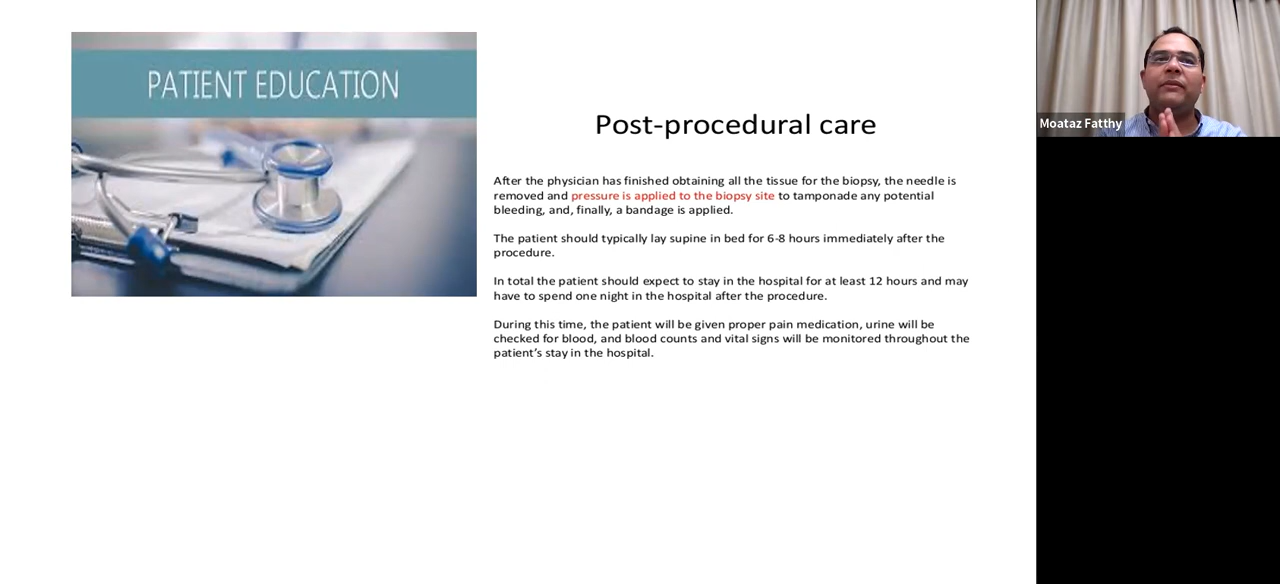 PATIENT EDUCATION
Post-procedural care
After the physician has finished obtaining all the tissue for the biopsy, the needle is
removed and pressure is applied to the biopsy site to tamponade any potential
bleeding, and, finally, a bandage is applied.
The patient should typically lay supine in bed for 6-8 hours immediately after the
procedure.
In total the patient should expect to stay in the hospital for at least 12 hours and may
have to spend one night in the hospital after the procedure.
During this time, the patient will be given proper pain medication, urine will be
checked for blood, and blood counts and vital signs will be monitored throughout the
patient’s stay in the hospital.
Moataz Fatthy